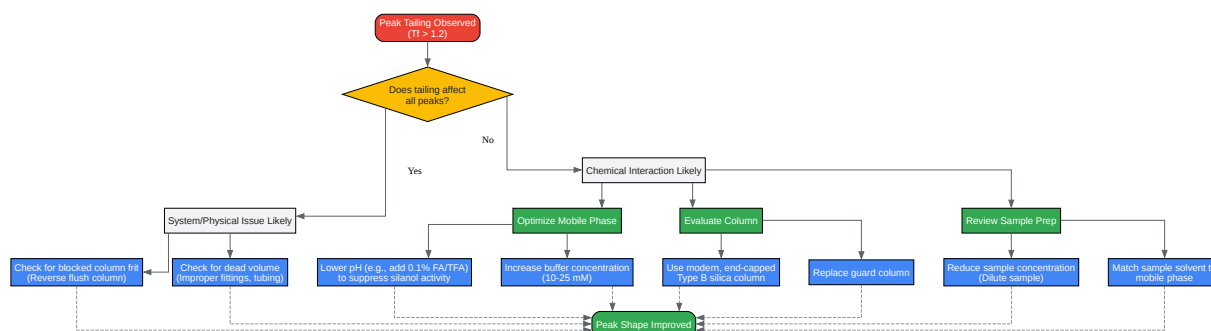 Peak Tailing Observed
(Tf > 1.2)
Does tailing affect
all peaks?
No
Yes
Chemical Interaction Likely
System/Physical Issue Likely
Optimize Mobile Phase
Evaluate Column
Review Sample Prep
Check for blocked column frit
(Reverse flush column)
Check for dead volume
(Improper fittings, tubing)
Lower pH (e.g., add 0.1% FA/TFA)
to suppress silanol activity
Increase buffer concentration
(10-25 mM)
Use modern, end-capped
Type B silica column
Replace guard column
Reduce sample concentration
(Dilute sample)
Match sample solvent t
mobile phase
Peak Shape Improved